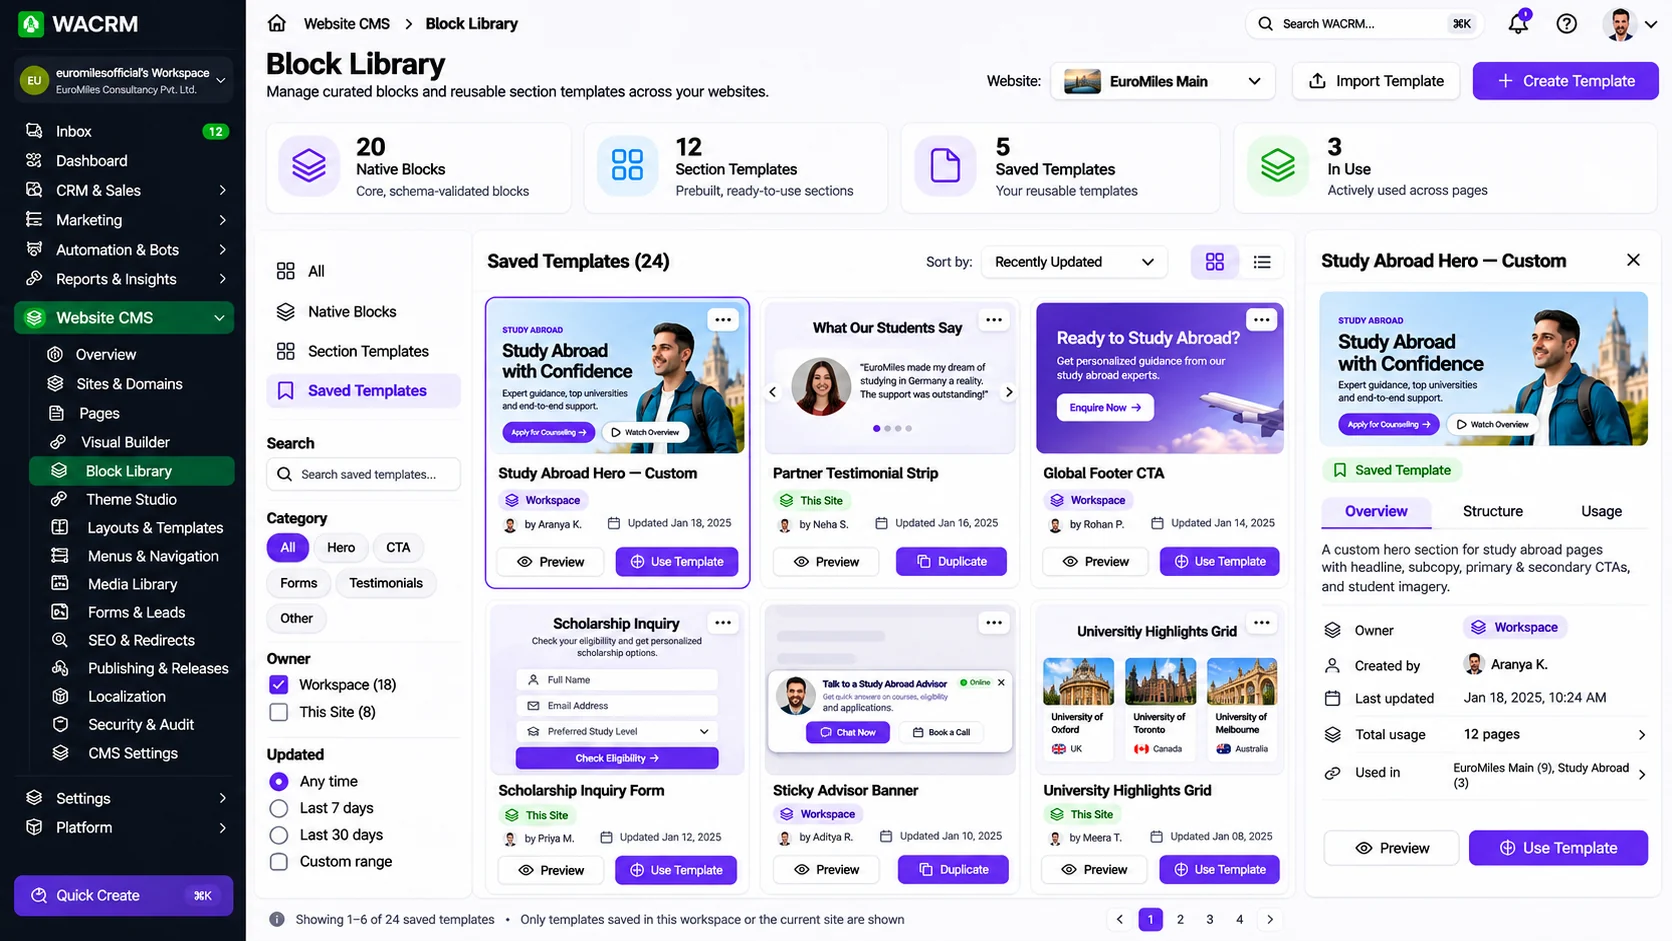 WACRM
EU
euromilesofficial's Workspace
EuroMiles Consultancy Pvt. Ltd.
Inbox
12
Dashboard
CRM & Sales
Marketing
Automation & Bots
Reports & Insights
Website CMS
Overview
Sites & Domains
Pages
Visual Builder
Block Library
Theme Studio
Layouts & Templates
Menus & Navigation
Media Library
Forms & Leads
SEO & Redirects
Publishing & Releases
Localization
Security & Audit
CMS Settings
Settings
Platform
Quick Create
⌘K
Website CMS > Block Library
Search WACRM...
⌘K
Block Library
Manage curated blocks and reusable section templates across your websites.
Website:
EuroMiles Main
Import Template
+ Create Template
20
Native Blocks
Core, schema-validated blocks
12
Section Templates
Prebuilt, ready-to-use sections
5
Saved Templates
Your reusable templates
3
In Use
Actively used across pages
All
Native Blocks
Section Templates
Saved Templates
Search
Search saved templates...
Category
All
Hero
CTA
Forms
Testimonials
Other
Owner
Workspace (18)
This Site (8)
Updated
Any time
Last 7 days
Last 30 days
Custom range
Saved Templates (24)
Sort by:
Recently Updated
STUDY ABROAD
Study Abroad
with Confidence
Expert guidance, top universities
and end-to-end support.
Apply for Counseling →
Watch Overview
Study Abroad Hero — Custom
Workspace
by Aranya K.
Updated Jan 18, 2025
Preview
Use Template
What Our Students Say
"EuroMiles made my dream of
studying in Germany a reality.
The support was outstanding!"
Partner Testimonial Strip
This Site
by Neha S.
Updated Jan 16, 2025
Preview
Duplicate
Ready to Study Abroad?
Get personalized guidance from our
study abroad experts.
Enquire Now →
Global Footer CTA
Workspace
by Rohan P.
Updated Jan 14, 2025
Preview
Use Template
Scholarship Inquiry
Check your eligibility and get personalized
scholarship options.
Full Name
Email Address
Preferred Study Level
Check Eligibility →
Scholarship Inquiry Form
This Site
by Priya M.
Updated Jan 12, 2025
Preview
Use Template
Talk to a Study Abroad Advisor
Online
Get quick answers on courses, eligibility
and applications.
Chat Now
Book a Call
Sticky Advisor Banner
Workspace
by Aditya R.
Updated Jan 10, 2025
Preview
Duplicate
Universitiy Highlights Grid
University of
Oxford
UK
University of
Toronto
Canada
University of
Melbourne
Australia
University Highlights Grid
This Site
by Meera T.
Updated Jan 08, 2025
Preview
Use Template
Showing 1–6 of 24 saved templates • Only templates saved in this workspace or the current site are shown
1 2 3 4
Study Abroad Hero — Custom
STUDY ABROAD
Study Abroad
with Confidence
Expert guidance, top universities
and end-to-end support.
Apply for Counseling →
Watch Overview
Saved Template
Overview
Structure
Usage
A custom hero section for study abroad pages
with headline, subcopy, primary & secondary CTAs,
and student imagery.
Owner
Workspace
Created by
Aranya K.
Last updated
Jan 18, 2025, 10:24 AM
Total usage
12 pages
Used in
EuroMiles Main (9), Study Abroad
(3)
Preview
Use Template